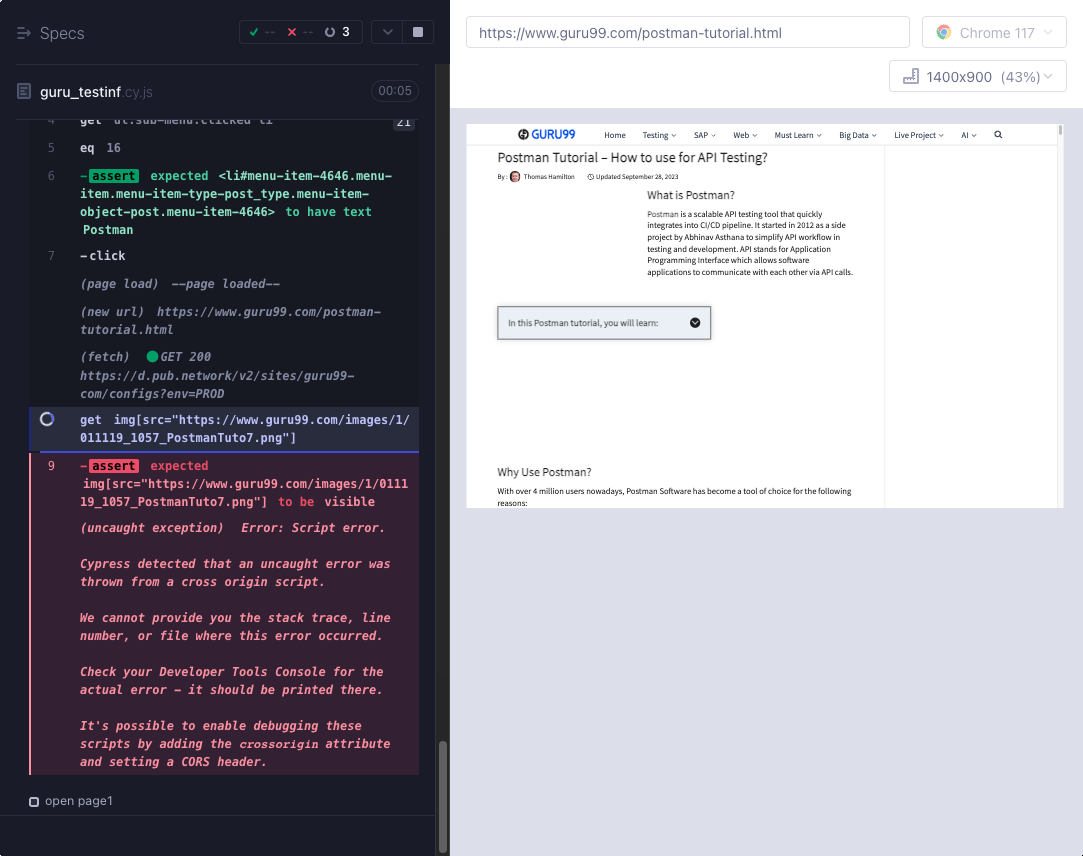 Specs
-- -- 3
guru_testinf.cy.js
00:05
4 get ul.sub-menu.clicked li 21
5 eq 16
6 -assert expected <li#menu-item-4646.menu-
item.menu-item-type-post_type.menu-item-
object-post.menu-item-4646> to have text
Postman
7 -click
(page load) --page loaded--
(new url) https://www.guru99.com/postman-
tutorial.html
(fetch) GET 200
https://d.pub.network/v2/sites/guru99-
com/configs?env=PROD
get img[src="https://www.guru99.com/images/1/
011119_1057_PostmanTuto7.png"]
9 -assert expected
img[src="https://www.guru99.com/images/1/0111
19_1057_PostmanTuto7.png"] to be visible
(uncaught exception) Error: Script error.
Cypress detected that an uncaught error was
thrown from a cross origin script.
We cannot provide you the stack trace, line
number, or file where this error occurred.
Check your Developer Tools Console for the
actual error - it should be printed there.
It's possible to enable debugging these
scripts by adding the crossorigin attribute
and setting a CORS header.
open page1
https://www.guru99.com/postman-tutorial.html
Chrome 117
1400x900 (43%)
GURU99 Home Testing SAP Web Must Learn Big Data Live Project AI
Postman Tutorial – How to use for API Testing?
By : Thomas Hamilton Updated September 28, 2023
What is Postman?
Postman is a scalable API testing tool that quickly
integrates into CI/CD pipeline. It started in 2012 as a side
project by Abhinav Asthana to simplify API workflow in
testing and development. API stands for Application
Programming Interface which allows software
applications to communicate with each other via API calls.
In this Postman tutorial, you will learn:
Why Use Postman?
With over 4 million users nowadays, Postman Software has become a tool of choice for the following
reasons: